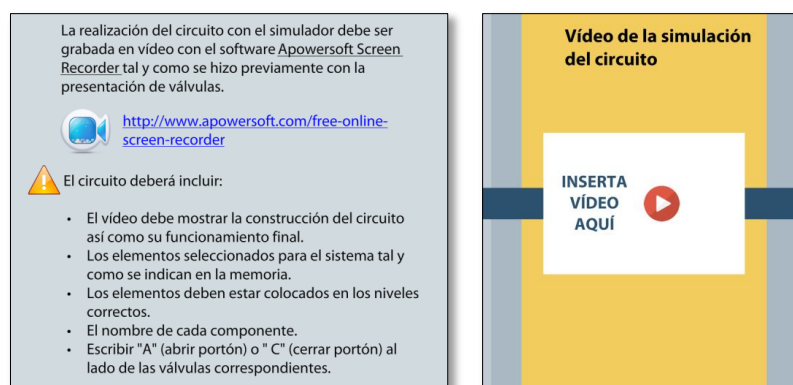 La realización del circuito con el simulador debe ser
grabada en vídeo con el software Apowersoft Screen
Recorder tal y como se hizo previamente con la
presentación de válvulas.
http://www.apowersoft.com/free-online-
screen-recorder
El circuito deberá incluir:
• El vídeo debe mostrar la construcción del circuito
así como su funcionamiento final.
• Los elementos seleccionados para el sistema tal y
como se indican en la memoria.
• Los elementos deben estar colocados en los niveles
correctos.
• El nombre de cada componente.
• Escribir "A" (abrir portón) o " C" (cerrar portón) al
lado de las válvulas correspondientes.
Vídeo de la simulación
del circuito
INSERTA
VÍDEO
AQUÍ